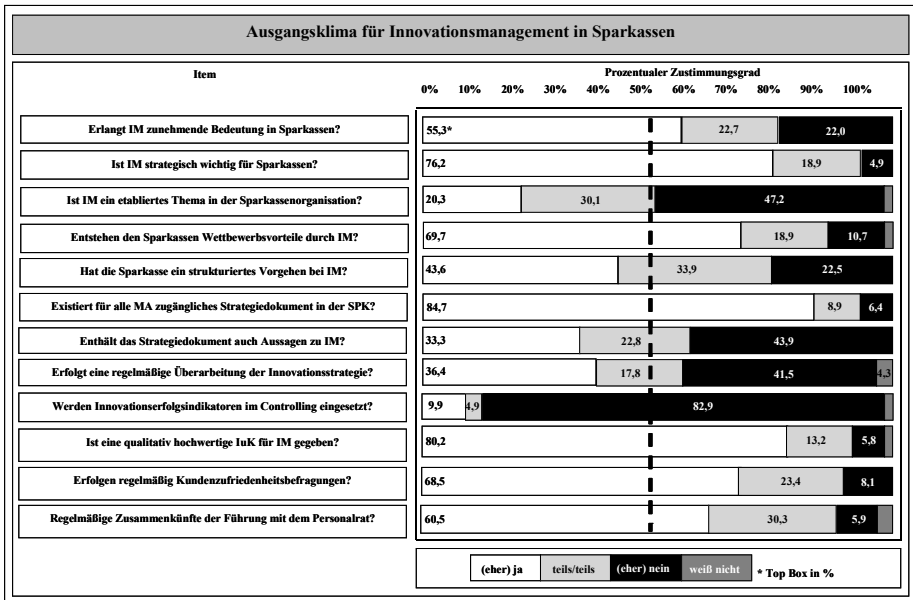 Ausgangsklima für Innovationsmanagement in Sparkassen
Item
Prozentualer Zustimmungsgrad
0% 10% 20% 30% 40% 50% 60% 70% 80% 90% 100%
Erlangt IM zunehmende Bedeutung in Sparkassen? 55,3* 22,7 22,0
Ist IM strategisch wichtig für Sparkassen? 76,2 18,9 4,9
Ist IM ein etabliertes Thema in der Sparkassenorganisation? 20,3 30,1 47,2
Entstehen den Sparkassen Wettbewerbsvorteile durch IM? 69,7 18,9 10,7
Hat die Sparkasse ein strukturiertes Vorgehen bei IM? 43,6 33,9 22,5
Existiert für alle MA zugängliches Strategiedokument in der SPK? 84,7 8,9 6,4
Enthält das Strategiedokument auch Aussagen zu IM? 33,3 22,8 43,9
Erfolgt eine regelmäßige Überarbeitung der Innovationsstrategie? 36,4 17,8 41,5 4,3
Werden Innovationserfolgsindikatoren im Controlling eingesetzt? 9,9 4,9 82,9
Ist eine qualitativ hochwertige IuK für IM gegeben? 80,2 13,2 5,8
Erfolgen regelmäßig Kundenzufriedenheitsbefragungen? 68,5 23,4 8,1
Regelmäßige Zusammenkünfte der Führung mit dem Personalrat? 60,5 30,3 5,9
(eher) ja teils/teils (eher) nein weiß nicht * Top Box in %